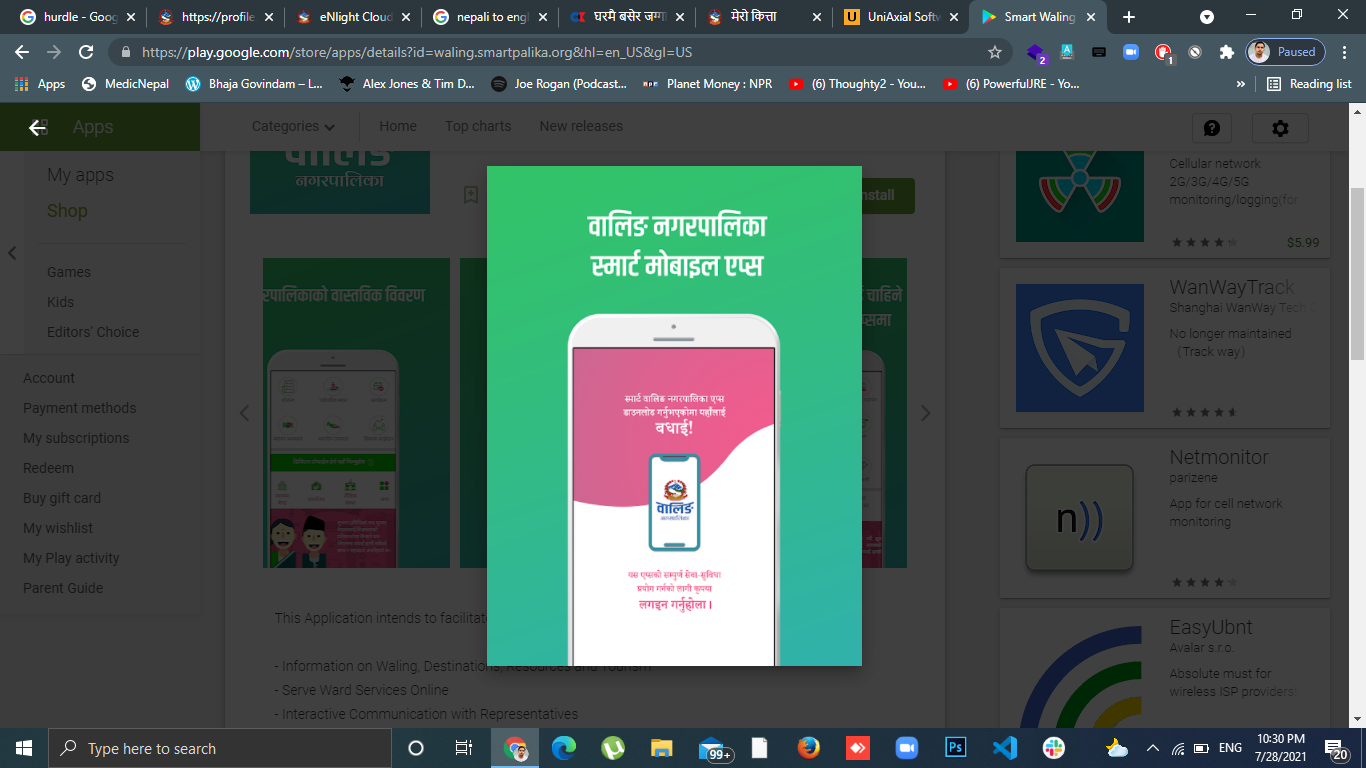 hurdle - Goog
https://profile
eNlight Cloud
nepali to engl
घरमै बसेर जग्गा
मेरो कित्ता
UniAxial Softw
Smart Waling
https://play.google.com/store/apps/details?id=waling.smartpalika.org&hl=en_US&gl=US
2
1
Paused
Apps
MedicNepal
Bhaja Govindam – L...
Alex Jones & Tim D...
Joe Rogan (Podcast...
Planet Money : NPR
(6) Thoughty2 - You...
(6) PowerfulJRE - Yo...
»
Reading list
Apps
Categories
Home
Top charts
New releases
My apps
Shop
Games
Kids
Editors' Choice
Account
Payment methods
My subscriptions
Redeem
Buy gift card
My wishlist
My Play activity
Parent Guide
वालिङ
नगरपालिका
nstall
रपालिकाको वास्तविक विवरण
वालिङ नगरपालिका
स्मार्ट मोबाइल एप्स
स्मार्ट वालिङ नगरपालिका एप्स
डाउनलोड गर्नुभएकोमा यहाँलाई
बधाई!
वालिङ
नगरपालिका
यस एप्सको सम्पुर्ण सेवा-सुविधा
प्रयोग गर्नको लागी कृपया
लगइन गर्नुहोला।
चाहिने
प्समा
This Application intends to facilitate
- Information on Waling, Destinations, Resources and Tourism
- Serve Ward Services Online
- Interactive Communication with Representatives
Cellular network
2G/3G/4G/5G
monitoring/logging(for
$5.99
WanWayTrack
Shanghai WanWay Tech
No longer maintained
（Track way）
n))
Netmonitor
parizene
App for cell network
monitoring
EasyUbnt
Avalar s.r.o.
Absolute must for
wireless ISP providers!
Type here to search
99+
Ps
ENG
10:30 PM
7/28/2021
20